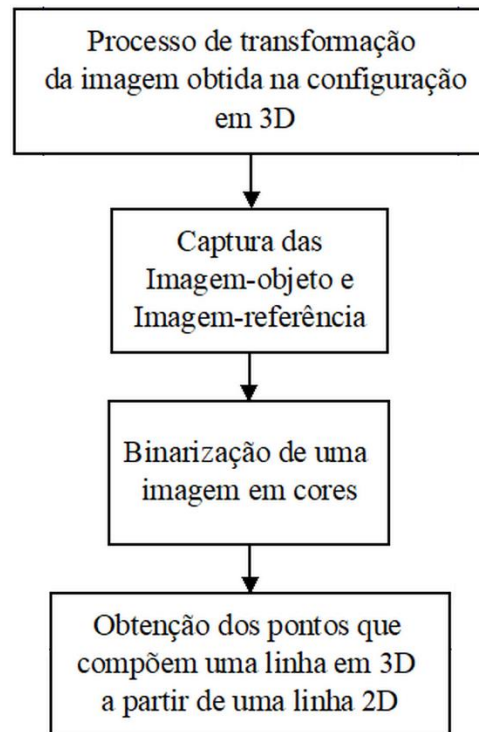 Processo de transformação
da imagem obtida na configuração
em 3D
Captura das
Imagem-objeto e
Imagem-referência
Binarização de uma
imagem em cores
Obtenção dos pontos que
compõem uma linha em 3D
a partir de uma linha 2D